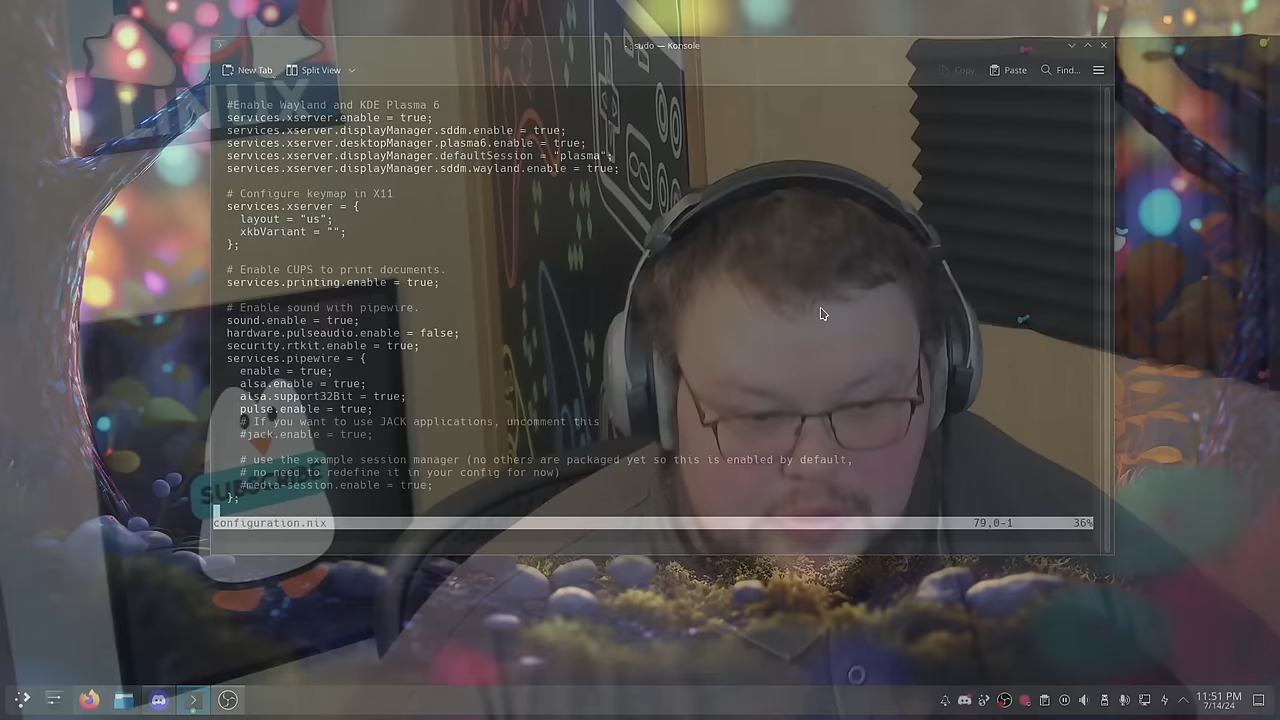 LINUX
sudo — Konsole
New Tab
Split View
Copy
Paste
Find...
#Enable Wayland and KDE Plasma 6
services.xserver.enable = true;
services.xserver.displayManager.sddm.enable = true;
services.xserver.desktopManager.plasma6.enable = true;
services.xserver.displayManager.defaultSession = "plasma";
services.xserver.displayManager.sddm.wayland.enable = true;
# Configure keymap in X11
services.xserver = {
layout = "us";
xkbVariant = "";
};
# Enable CUPS to print documents.
services.printing.enable = true;
# Enable sound with pipewire.
sound.enable = true;
hardware.pulseaudio.enable = false;
security.rtkit.enable = true;
services.pipewire = {
enable = true;
alsa.enable = true;
alsa.support32Bit = true;
pulse.enable = true;
# If you want to use JACK applications, uncomment this
#jack.enable = true;
# use the example session manager (no others are packaged yet so this is enabled by default,
# no need to redefine it in your config for now)
#media-session.enable = true;
};
SUBSCRIBE
configuration.nix 79,0-1 36%
11:51 PM
7/14/24